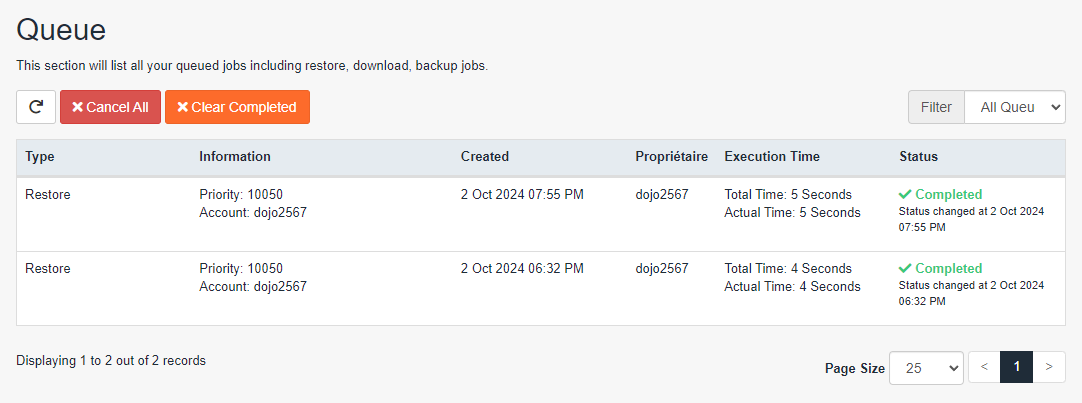 Queue
This section will list all your queued jobs including restore, download, backup jobs.
Cancel All Clear Completed Filter All Queu
Type Information Created Propriétaire Execution Time Status
Restore Priority: 10050 2 Oct 2024 07:55 PM dojo2567 Total Time: 5 Seconds Completed
Account: dojo2567 Actual Time: 5 Seconds Status changed at 2 Oct 2024
07:55 PM
Restore Priority: 10050 2 Oct 2024 06:32 PM dojo2567 Total Time: 4 Seconds Completed
Account: dojo2567 Actual Time: 4 Seconds Status changed at 2 Oct 2024
06:32 PM
Displaying 1 to 2 out of 2 records
Page Size 25 < 1 >